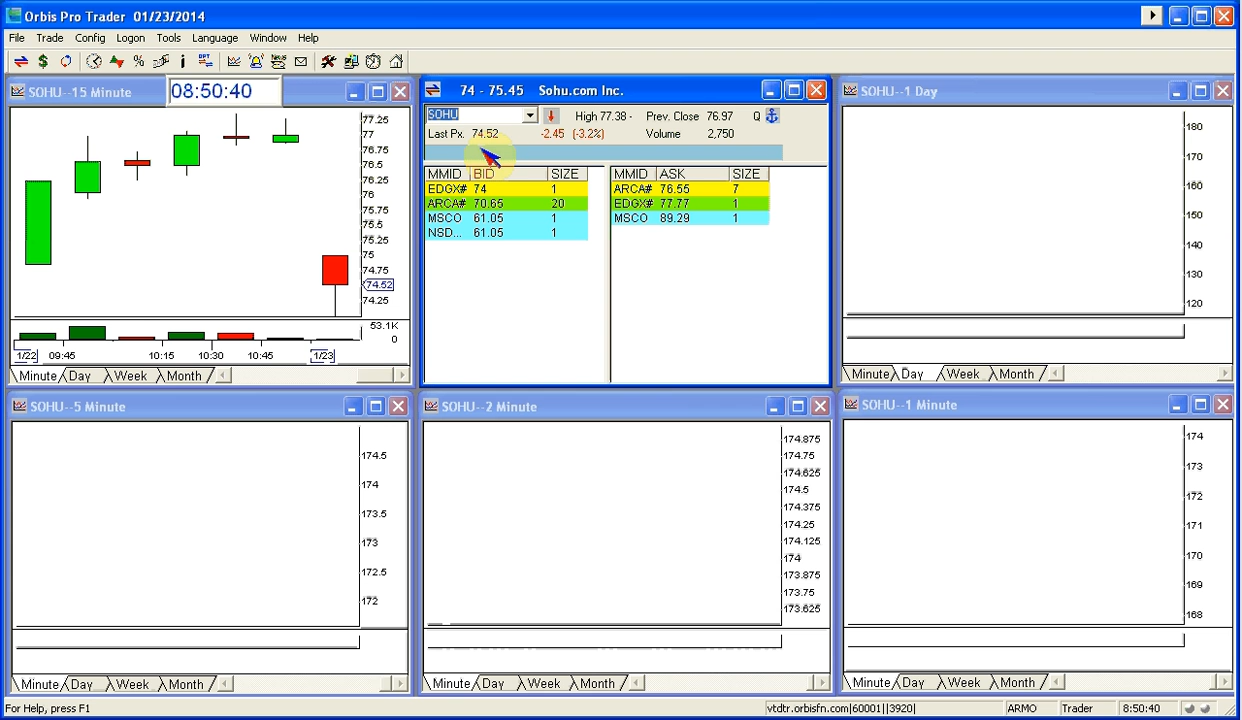 Orbis Pro Trader 01/23/2014
File Trade Config Logon Tools Language Window Help
SOHU--15 Minute
08:50:40
77.25
77
76.75
76.5
76.25
76
75.75
75.5
75.25
75
74.75
74.52
74.25
53.1K
0
1/22 09:45 10:15 10:30 10:45 1/23
Minute Day Week Month
74 - 75.45 Sohu.com Inc.
SOHU High 77.38 - Prev. Close 76.97 Q
Last Px. 74.52 -2.45 (-3.2%) Volume 2,750
MMID BID SIZE
EDGX# 74 1
ARCA# 70.65 20
MSCO 61.05 1
NSD... 61.05 1
MMID ASK SIZE
ARCA# 76.55 7
EDGX# 77.77 1
MSCO 89.29 1
SOHU--1 Day
180
170
160
150
140
130
120
Minute Day Week Month
SOHU--5 Minute
174.5
174
173.5
173
172.5
172
Minute Day Week Month
SOHU--2 Minute
174.875
174.75
174.625
174.5
174.375
174.25
174.125
174
173.875
173.75
173.625
Minute Day Week Month
SOHU--1 Minute
174
173
172
171
170
169
168
Minute Day Week Month
For Help, press F1
vtdtr.orbisfn.com|60001||3920| ARMO Trader 8:50:40